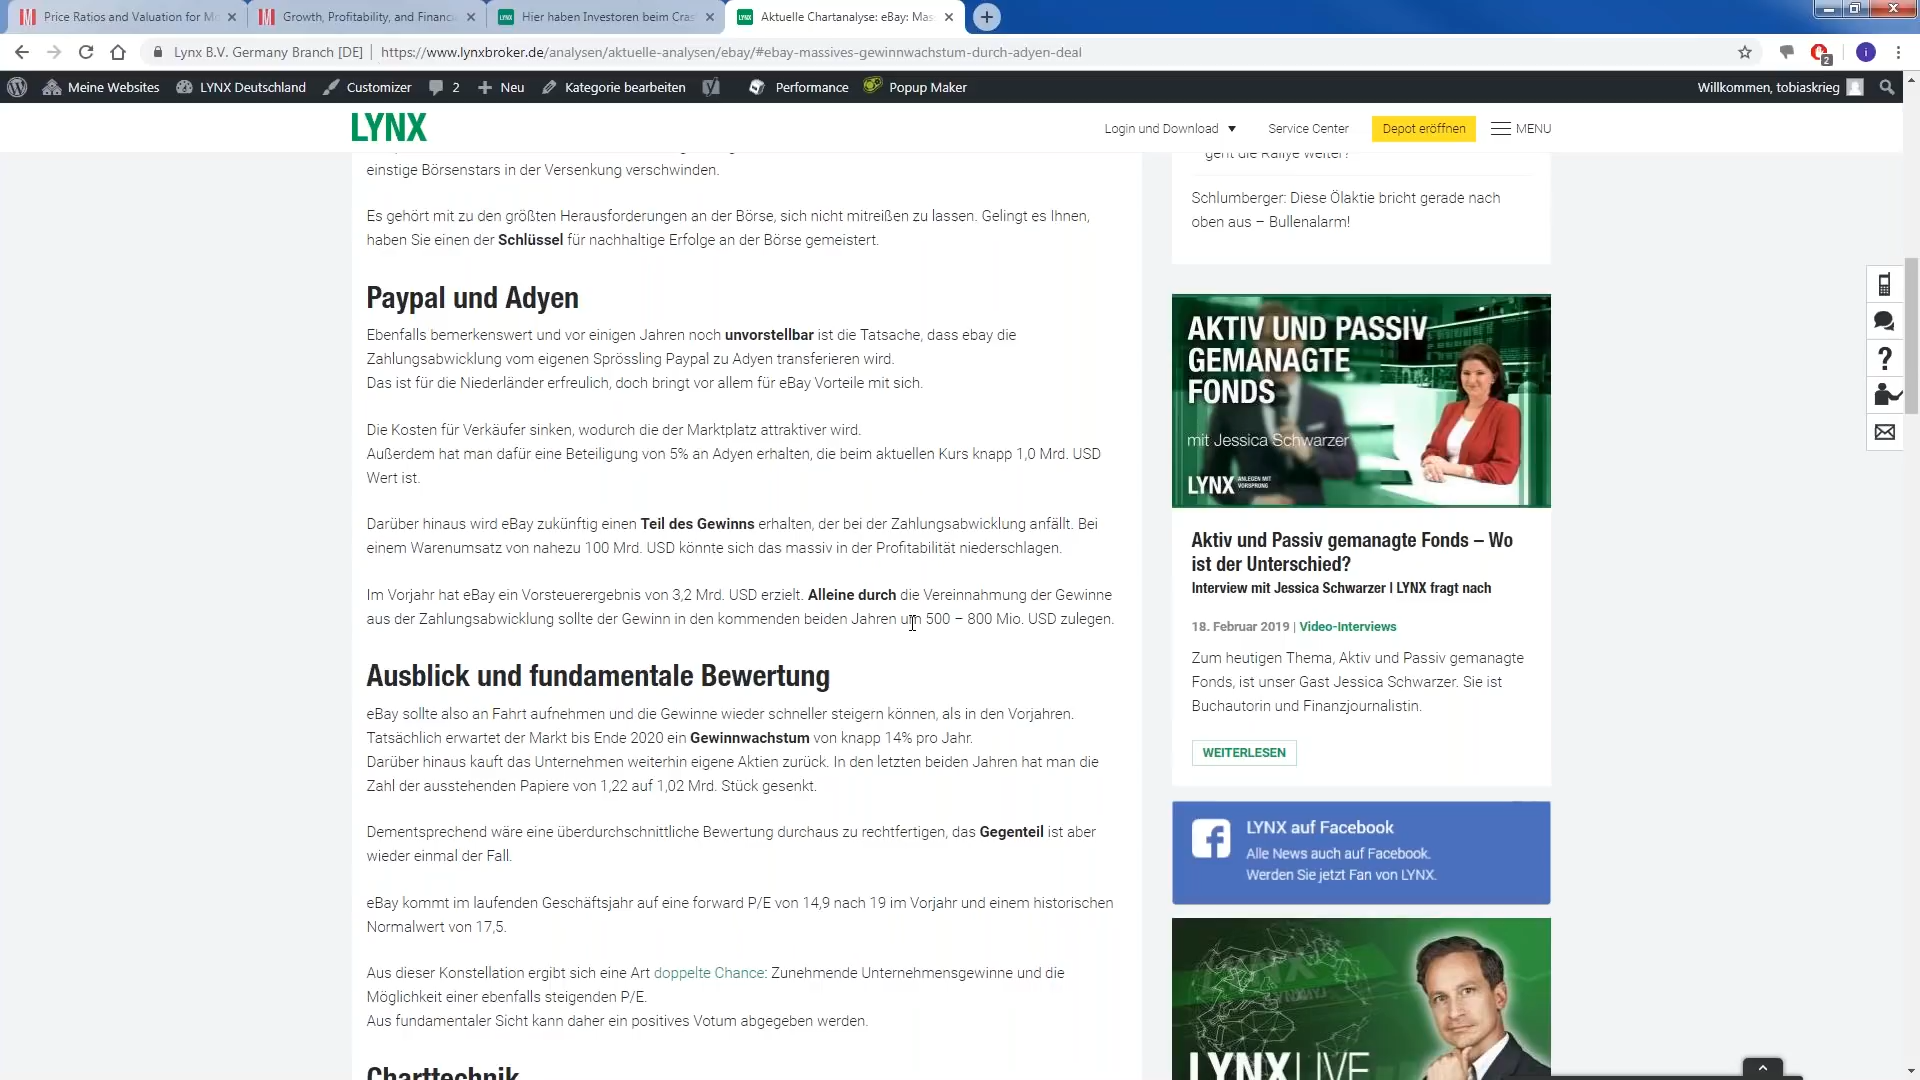 Price Ratios and Valuation for Mo
Growth, Profitability, and Financi
Hier haben Investoren beim Cras
Aktuelle Chartanalyse: eBay: Mas
Lynx B.V. Germany Branch [DE] | https://www.lynxbroker.de/analysen/aktuelle-analysen/ebay/#ebay-massives-gewinnwachstum-durch-adyen-deal
2
i
Meine Websites
LYNX Deutschland
Customizer
2
Neu
Kategorie bearbeiten
Performance
Popup Maker
Willkommen, tobiaskrieg
LYNX
Login und Download
Service Center
Depot eröffnen
MENU
einstige Börsenstars in der Versenkung verschwinden.
Es gehört mit zu den größten Herausforderungen an der Börse, sich nicht mitreißen zu lassen. Gelingt es Ihnen,
haben Sie einen der Schlüssel für nachhaltige Erfolge an der Börse gemeistert.
Paypal und Adyen
Ebenfalls bemerkenswert und vor einigen Jahren noch unvorstellbar ist die Tatsache, dass ebay die
Zahlungsabwicklung vom eigenen Sprössling Paypal zu Adyen transferieren wird.
Das ist für die Niederländer erfreulich, doch bringt vor allem für eBay Vorteile mit sich.
Die Kosten für Verkäufer sinken, wodurch die der Marktplatz attraktiver wird.
Außerdem hat man dafür eine Beteiligung von 5% an Adyen erhalten, die beim aktuellen Kurs knapp 1,0 Mrd. USD
Wert ist.
Darüber hinaus wird eBay zukünftig einen Teil des Gewinns erhalten, der bei der Zahlungsabwicklung anfällt. Bei
einem Warenumsatz von nahezu 100 Mrd. USD könnte sich das massiv in der Profitabilität niederschlagen.
Im Vorjahr hat eBay ein Vorsteuerergebnis von 3,2 Mrd. USD erzielt. Alleine durch die Vereinnahmung der Gewinne
aus der Zahlungsabwicklung sollte der Gewinn in den kommenden beiden Jahren um 500 – 800 Mio. USD zulegen.
Ausblick und fundamentale Bewertung
eBay sollte also an Fahrt aufnehmen und die Gewinne wieder schneller steigern können, als in den Vorjahren.
Tatsächlich erwartet der Markt bis Ende 2020 ein Gewinnwachstum von knapp 14% pro Jahr.
Darüber hinaus kauft das Unternehmen weiterhin eigene Aktien zurück. In den letzten beiden Jahren hat man die
Zahl der ausstehenden Papiere von 1,22 auf 1,02 Mrd. Stück gesenkt.
Dementsprechend wäre eine überdurchschnittliche Bewertung durchaus zu rechtfertigen, das Gegenteil ist aber
wieder einmal der Fall.
eBay kommt im laufenden Geschäftsjahr auf eine forward P/E von 14,9 nach 19 im Vorjahr und einem historischen
Normalwert von 17,5.
Aus dieser Konstellation ergibt sich eine Art doppelte Chance: Zunehmende Unternehmensgewinne und die
Möglichkeit einer ebenfalls steigenden P/E.
Aus fundamentaler Sicht kann daher ein positives Votum abgegeben werden.
Charttechnik
geht die Rallye weiter?
Schlumberger: Diese Ölaktie bricht gerade nach
oben aus – Bullenalarm!
AKTIV UND PASSIV
GEMANAGTE
FONDS
mit Jessica Schwarzer
LYNX ANLEGEN MIT
VORSPRUNG
Aktiv und Passiv gemanagte Fonds – Wo
ist der Unterschied?
Interview mit Jessica Schwarzer | LYNX fragt nach
18. Februar 2019 | Video-Interviews
Zum heutigen Thema, Aktiv und Passiv gemanagte
Fonds, ist unser Gast Jessica Schwarzer. Sie ist
Buchautorin und Finanzjournalistin.
WEITERLESEN
LYNX auf Facebook
Alle News auch auf Facebook.
Werden Sie jetzt Fan von LYNX.
LYNX LIVE